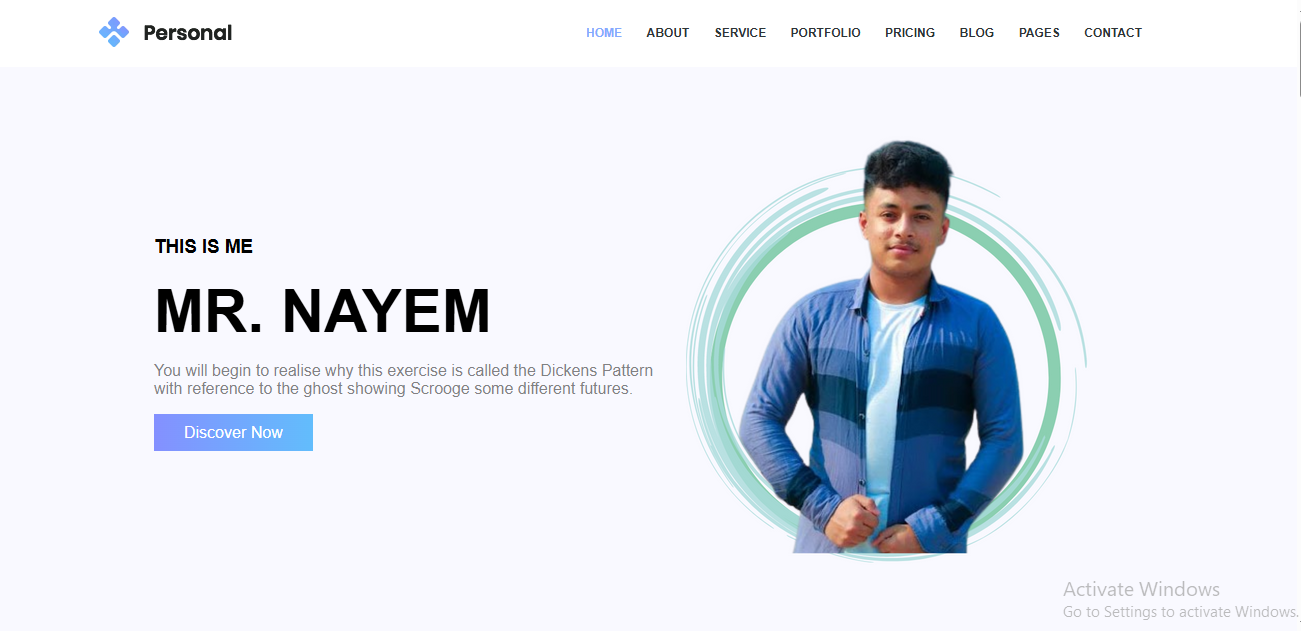 Personal
HOME ABOUT SERVICE PORTFOLIO PRICING BLOG PAGES CONTACT
THIS IS ME
MR. NAYEM
You will begin to realise why this exercise is called the Dickens Pattern
with reference to the ghost showing Scrooge some different futures.
Discover Now
Activate Windows
Go to Settings to activate Windows.